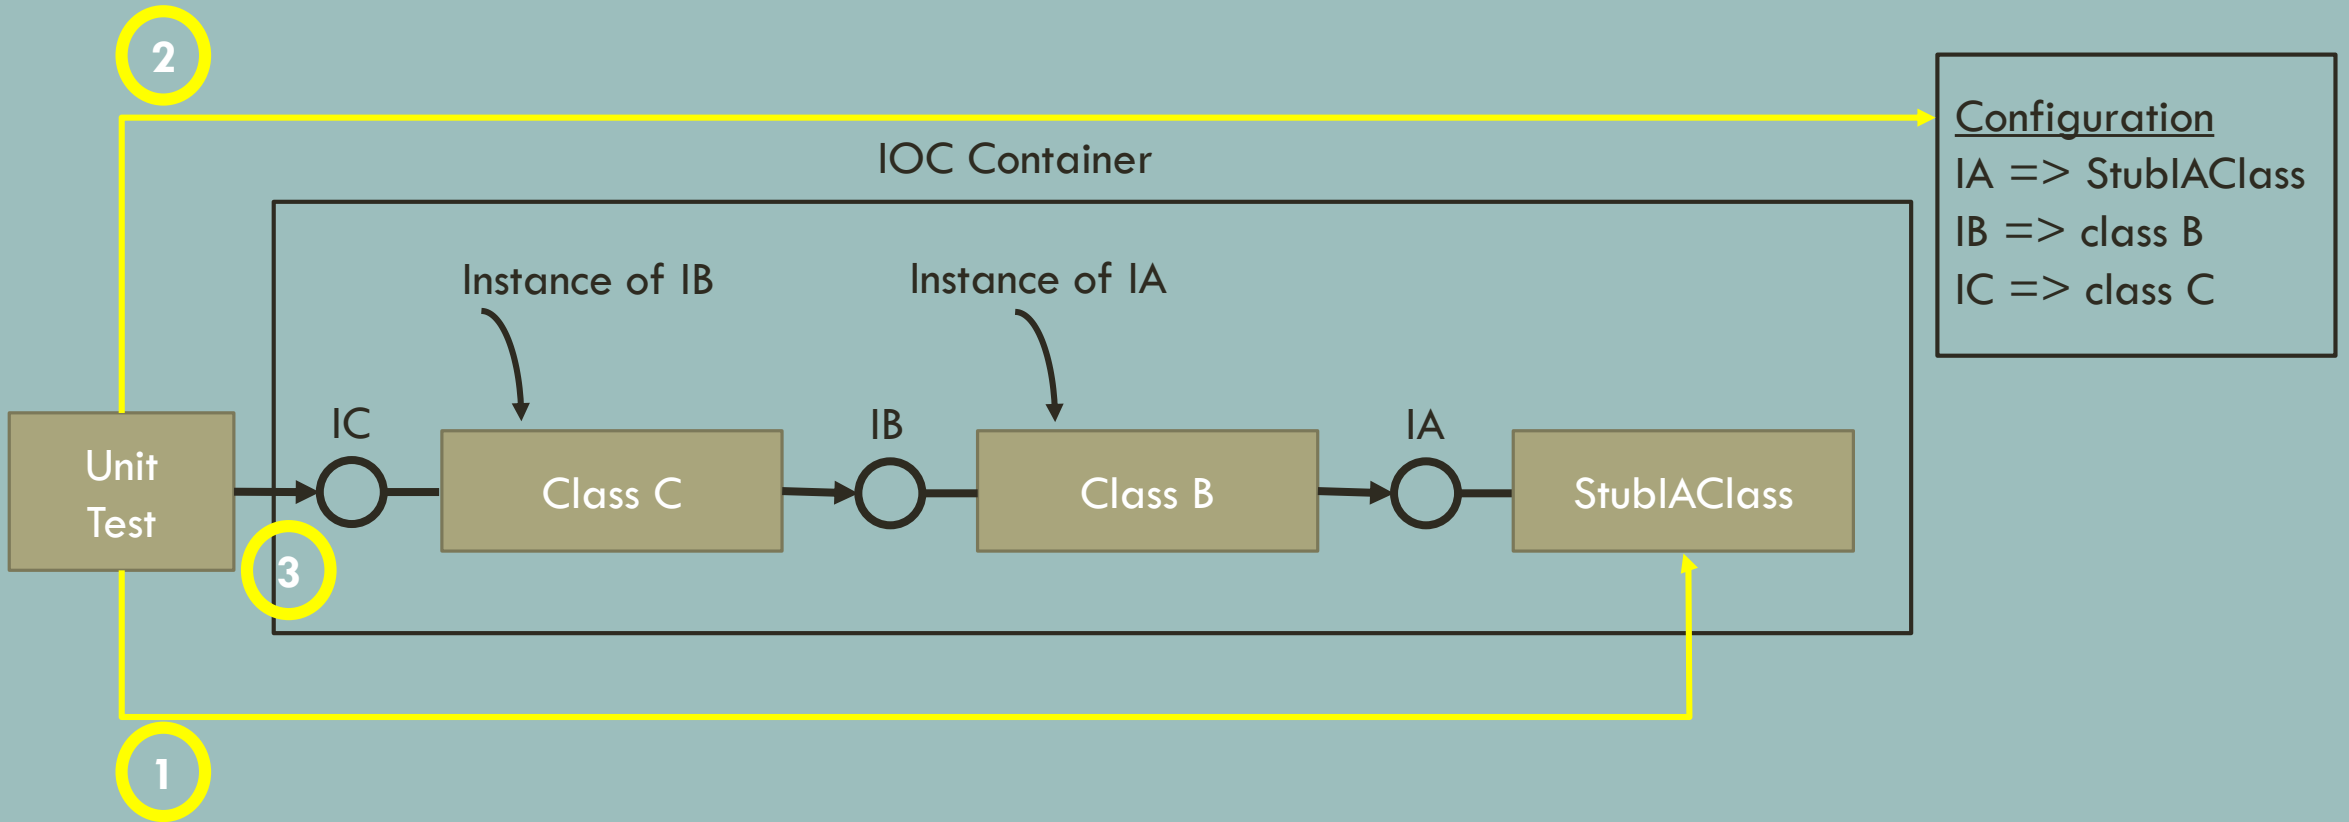 2
IOC Container
Configuration
IA => StubIAClass
IB => class B
IC => class C
Instance of IB
Instance of IA
Unit
Test
IC
Class C
IB
Class B
IA
StubIAClass
3
1